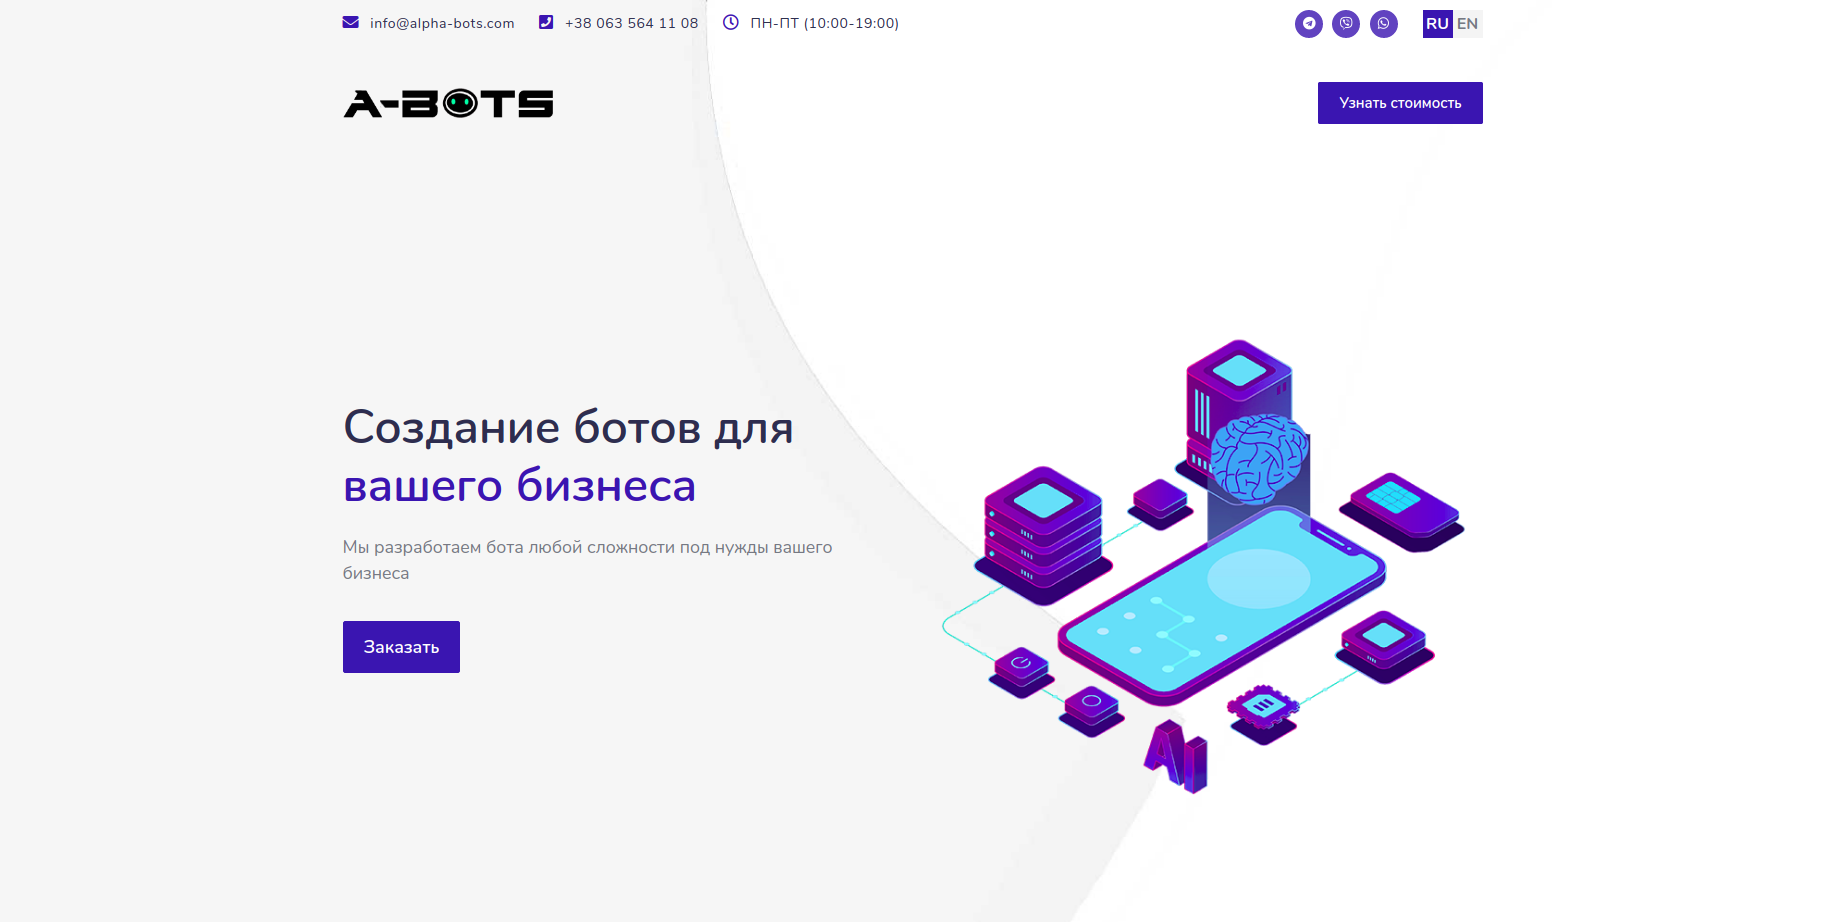 info@alpha-bots.com +38 063 564 11 08 ПН-ПТ (10:00-19:00) RU EN
A-BOTS
Узнать стоимость
Создание ботов для
вашего бизнеса
Мы разработаем бота любой сложности под нужды вашего
бизнеса
Заказать
AI